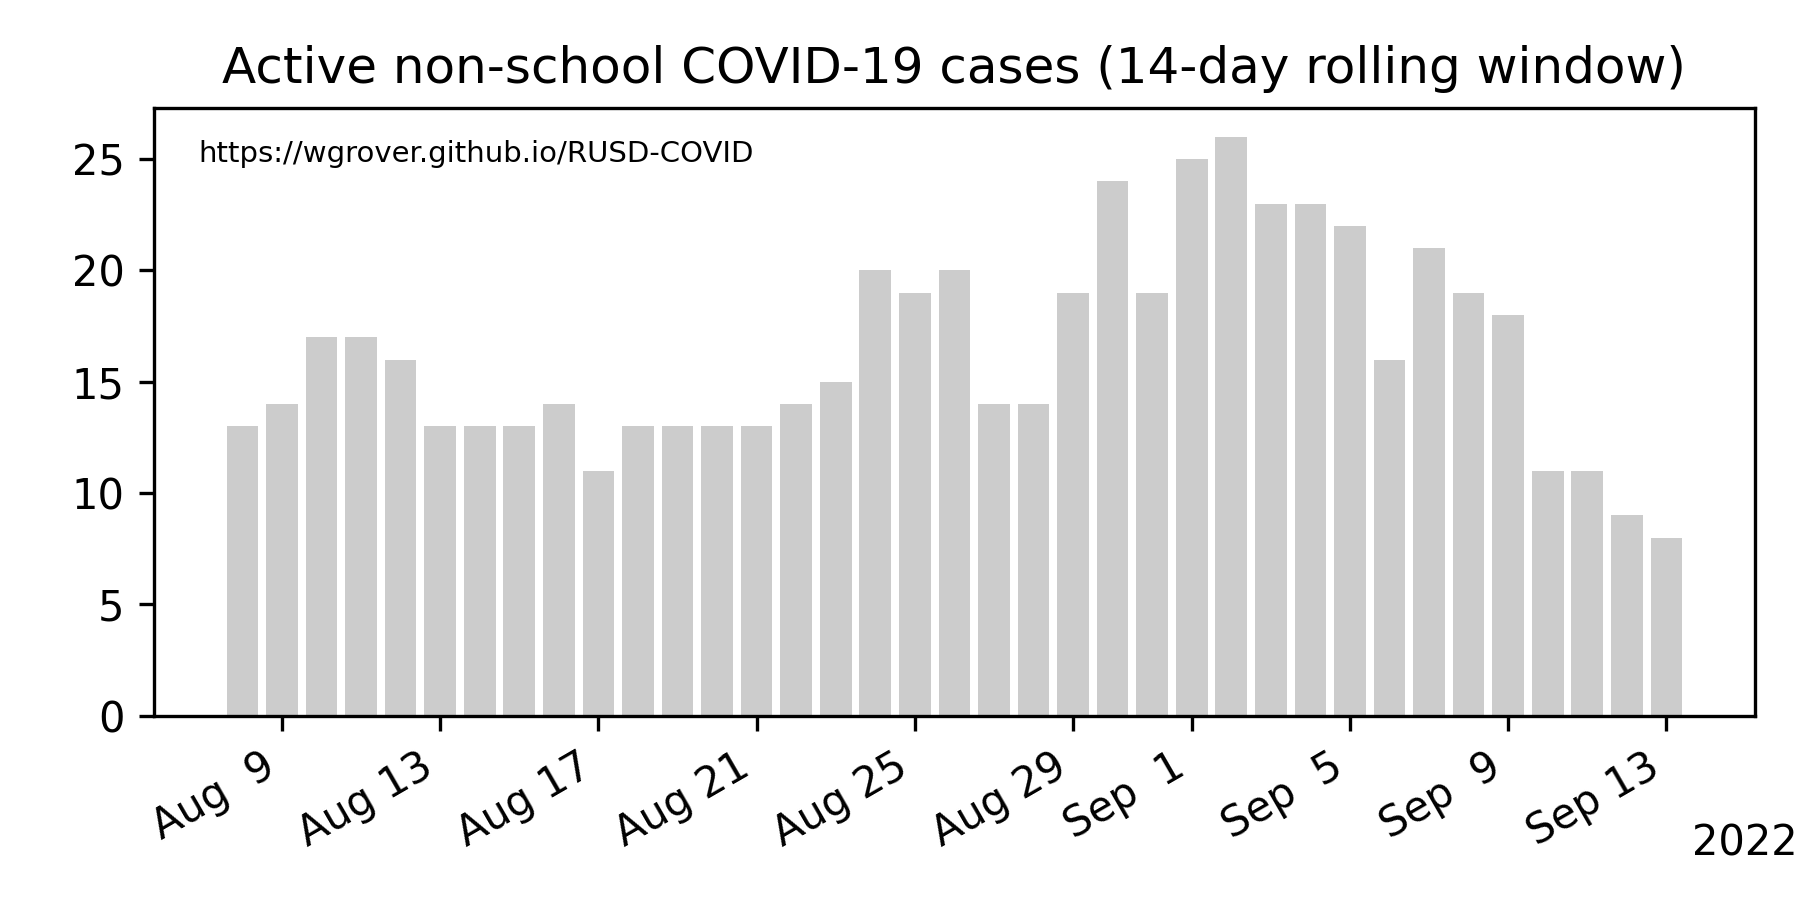 Active non-school COVID-19 cases (14-day rolling window)
https://wgrover.github.io/RUSD-COVID
25
20
15
10
5
0
Aug 9
Aug 13
Aug 17
Aug 21
Aug 25
Aug 29
Sep 1
Sep 5
Sep 9
Sep 13
2022